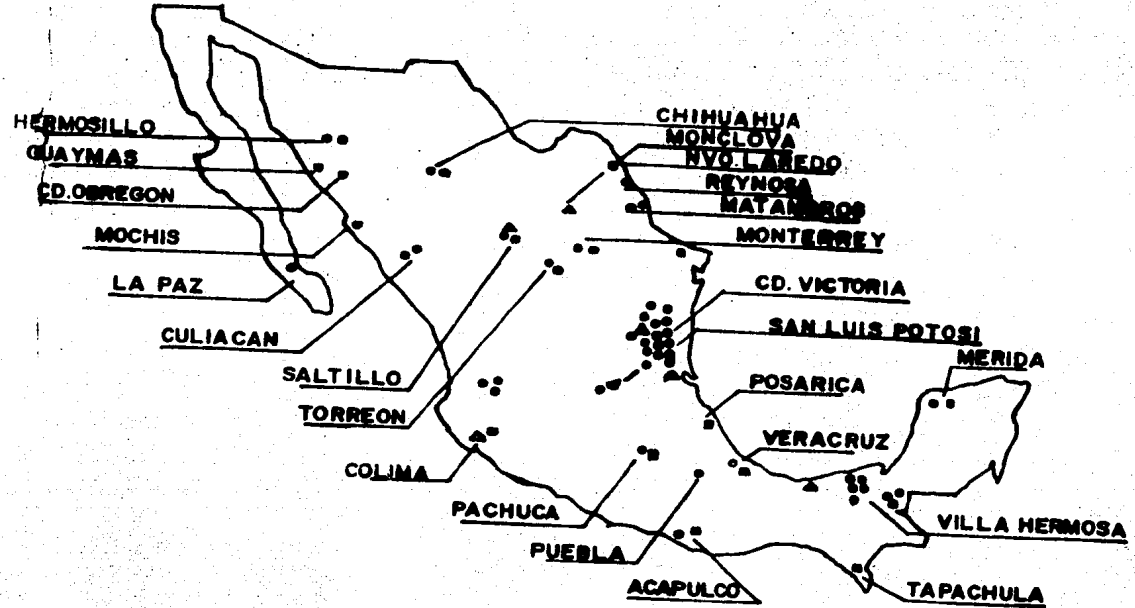 HERMOSILLO
GUAYMAS
CD.OBREGON
MOCHIS
LA PAZ
CULIACAN
SALTILLO
TORREON
COLIMA
PACHUCA
PUEBLA
ACAPULCO
CHIHUAHUA
MONCLOVA
NVO.LAREDO
REYNOSA
MATAMOROS
MONTERREY
CD. VICTORIA
SAN LUIS POTOSI
MERIDA
POSARICA
VERACRUZ
VILLA HERMOSA
TAPACHULA